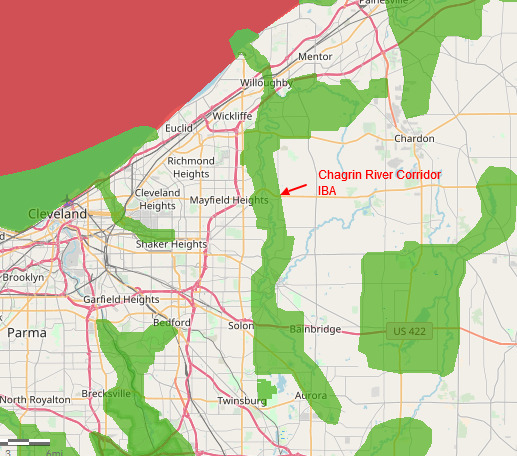 Painesville
Mentor
Willoughby
Wickliffe
Euclid
Chardon
Richmond
Heights
Chagrin River Corridor
IBA
Cleveland
Heights
Mayfield Heights
Cleveland
Shaker Heights
Brooklyn
Garfield Heights
Bedford
Solon
Bainbridge
US 422
Parma
Brecksville
North Royalton
Twinsburg
Aurora
3
6mi